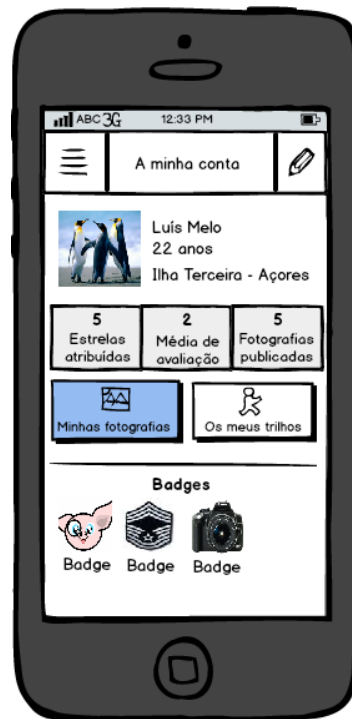 ABC 3G 12:33 PM
A minha conta
Luís Melo
22 anos
Ilha Terceira - Açores
5 2 5
Estrelas Média de Fotografias
atribuídas avaliação publicadas
Minhas fotografias Os meus trilhos
Badges
Badge Badge Badge